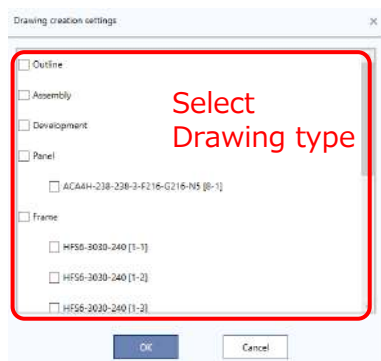 Drawing creation settings
Outline
Assembly
Select
Drawing type
Development
Panel
ACA4H-238-238-3-F216-G216-N5 [8-1]
Frame
HFS6-3030-240 [1-1]
HFS6-3030-240 [1-2]
HFS6-3030-240 [1-3]
OK
Cancel